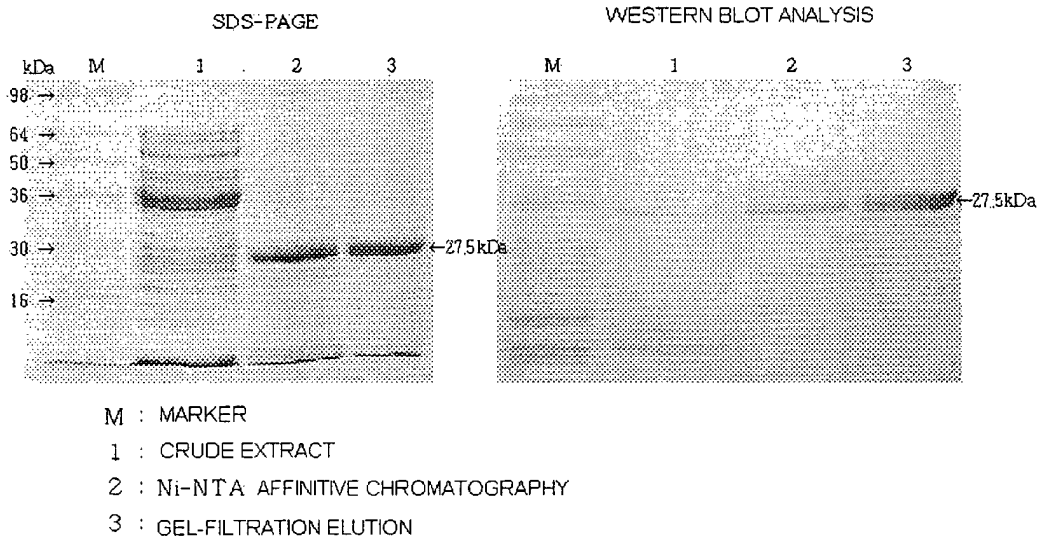 SDS-PAGE
WESTERN BLOT ANALYSIS
kDa M 1 2 3
M 1 2 3
98 →
64 →
50 →
36 →
←27.5kDa
30 →
←27.5kDa
16 →
M : MARKER
1 : CRUDE EXTRACT
2 : Ni-NTA AFFINITIVE CHROMATOGRAPHY
3 : GEL-FILTRATION ELUTION